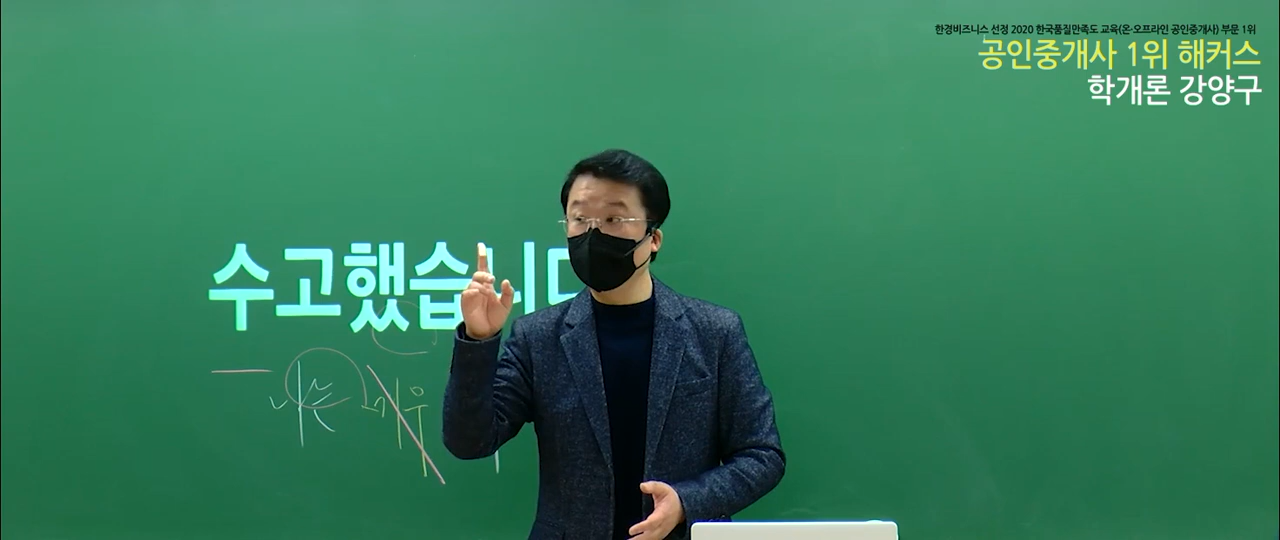 한경비즈니스 선정 2020 한국품질만족도 교육(온·오프라인 공인중개사) 부문 1위
공인중개사 1위 해커스
학개론 강양구
수고했습니다